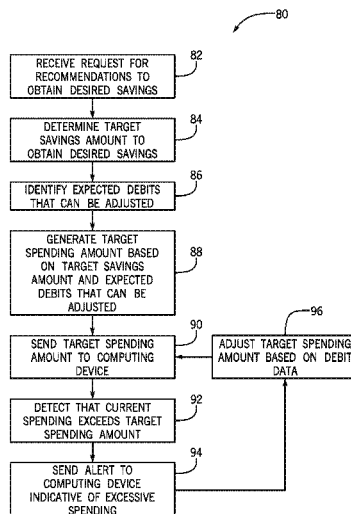 80
RECEIVE REQUEST FOR
RECOMMENDATIONS TO
OBTAIN DESIRED SAVINGS
82
DETERMINE TARGET
SAVINGS AMOUNT TO
OBTAIN DESIRED SAVINGS
84
IDENTIFY EXPECTED DEBITS
THAT CAN BE ADJUSTED
86
GENERATE TARGET
SPENDING AMOUNT BASED
ON TARGET SAVINGS
AMOUNT AND EXPECTED
DEBITS THAT CAN BE
ADJUSTED
88
SEND TARGET SPENDING
AMOUNT TO COMPUTING
DEVICE
90
ADJUST TARGET SPENDING
AMOUNT BASED ON DEBIT
DATA
96
DETECT THAT CURRENT
SPENDING EXCEEDS TARGET
SPENDING AMOUNT
92
SEND ALERT TO
COMPUTING DEVICE
INDICATIVE OF EXCESSIVE
SPENDING
94